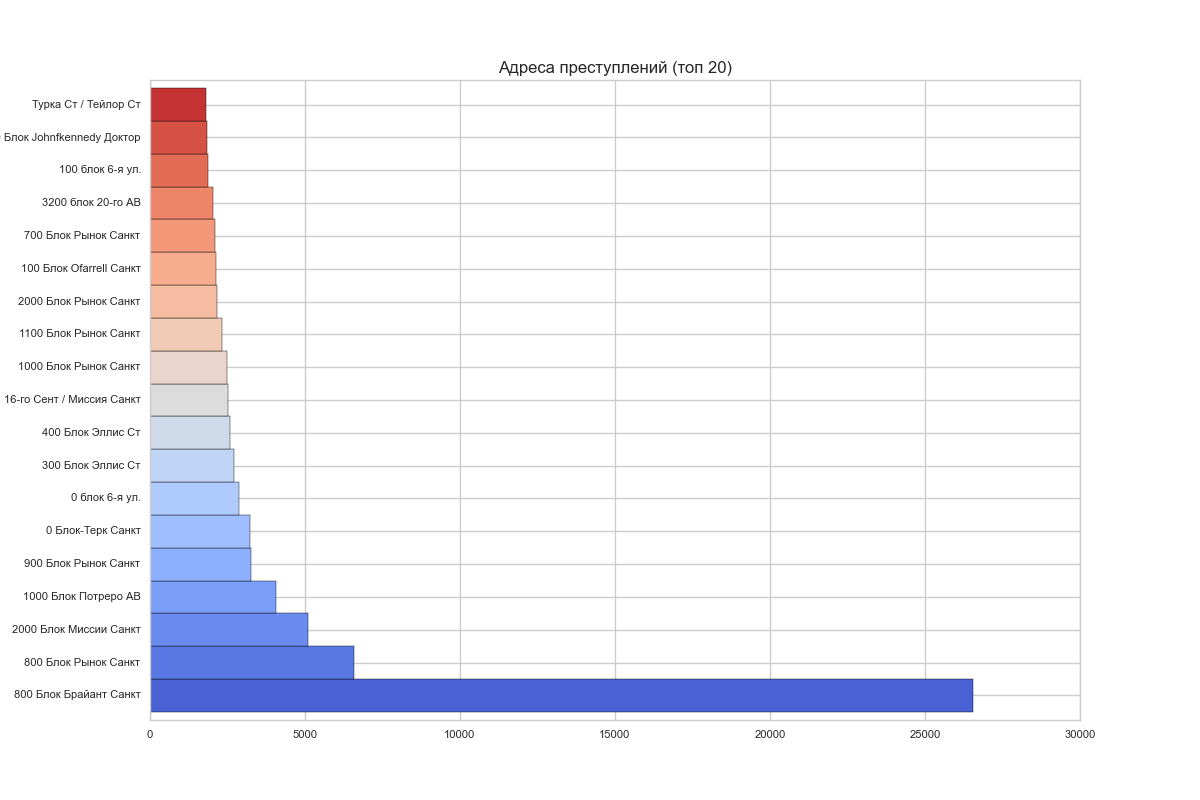 Адреса преступлений (топ 20)
Турка Ст / Тейлор Ст
Блок Johnfkennedy Доктор
100 блок 6-я ул.
3200 блок 20-го АВ
700 Блок Рынок Санкт
100 Блок Ofarrell Санкт
2000 Блок Рынок Санкт
1100 Блок Рынок Санкт
1000 Блок Рынок Санкт
16-го Сент / Миссия Санкт
400 Блок Эллис Ст
300 Блок Эллис Ст
0 блок 6-я ул.
0 Блок-Терк Санкт
900 Блок Рынок Санкт
1000 Блок Потреро АВ
2000 Блок Миссии Санкт
800 Блок Рынок Санкт
800 Блок Брайант Санкт
0 5000 10000 15000 20000 25000 30000